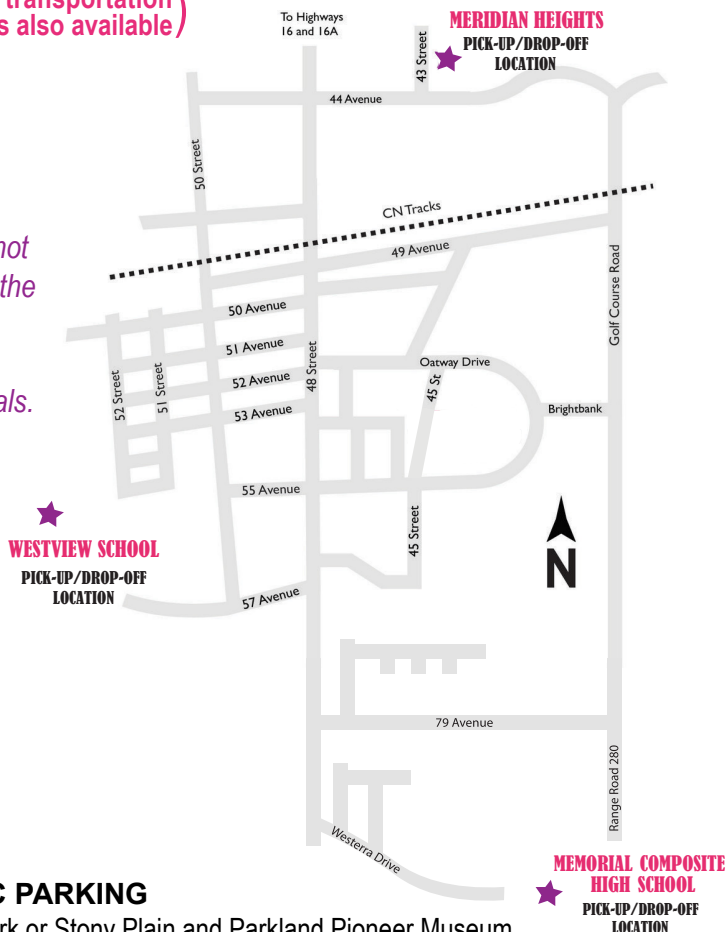 transportation
also available)
To Highways
16 and 16A
43 Street
MERIDIAN HEIGHTS
PICK-UP/DROP-OFF
LOCATION
44 Avenue
50 Street
CN Tracks
not
the
49 Avenue
Golf Course Road
50 Avenue
51 Avenue
48 Street
Oatway Drive
52 Street
51 Street
52 Avenue
45 St
als.
53 Avenue
Brightbank
55 Avenue
45 Street
WESTVIEW SCHOOL
PICK-UP/DROP-OFF
LOCATION
N
57 Avenue
79 Avenue
Range Road 280
Westerra Drive
MEMORIAL COMPOSITE
HIGH SCHOOL
PICK-UP/DROP-OFF
LOCATION
C PARKING
rk or Stony Plain and Parkland Pioneer Museum